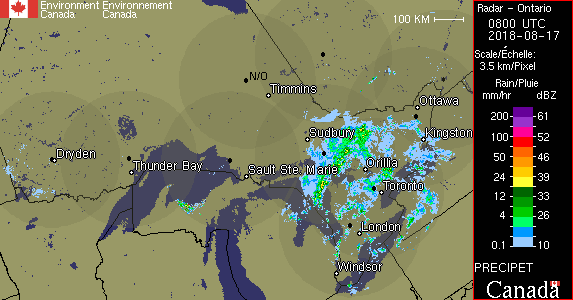 Environment Environnement
Canada Canada
100 KM
N/O
Timmins
Ottawa
Sudbury
Kingston
Dryden
Thunder Bay
Sault Ste. Marie
Orillia
Toronto
London
Windsor
Radar - Ontario
0800 UTC
2018-08-17
Scale/Échelle:
3.5 km/Pixel
Rain/Pluie
mm/hr dBZ
200 61
100 52
50 46
24 39
12 33
4 26
0.1 10
PRECIPET
Canada